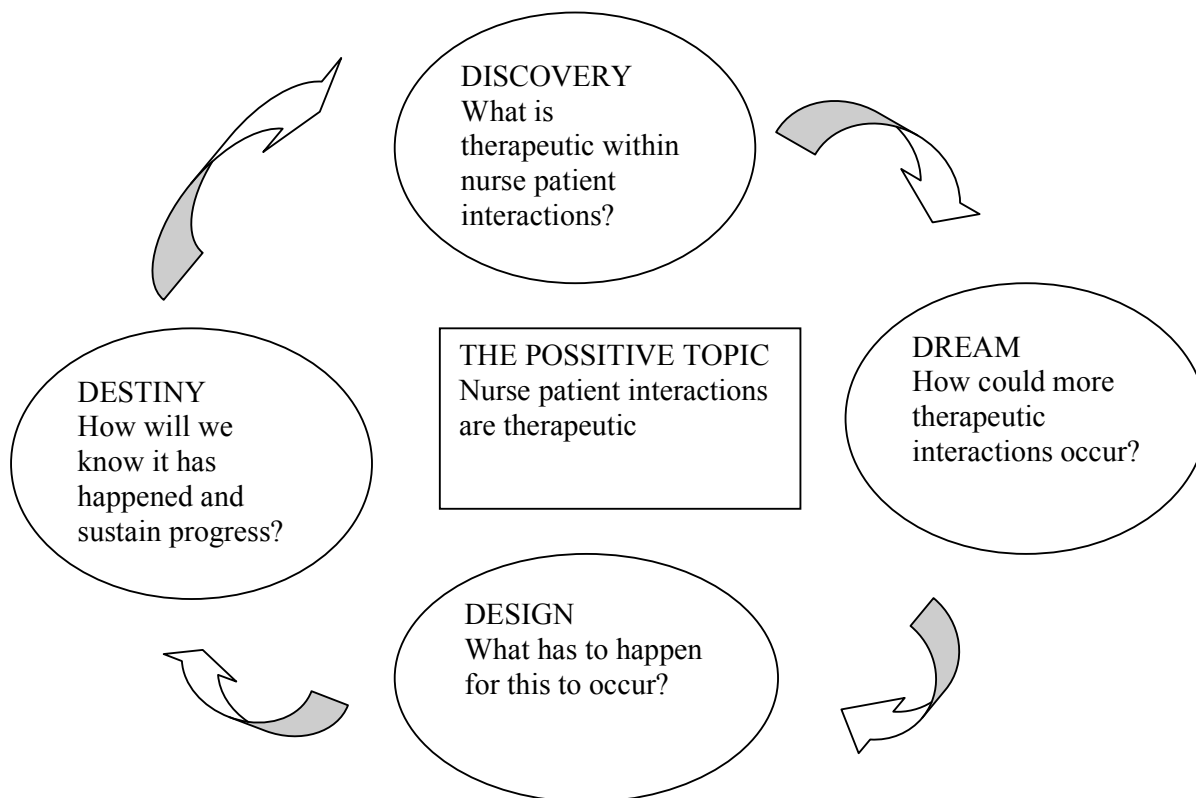 DISCOVERY
What is
therapeutic within
nurse patient
interactions?
THE POSSITIVE TOPIC
Nurse patient interactions
are therapeutic
DREAM
How could more
therapeutic
interactions occur?
DESTINY
How will we
know it has
happened and
sustain progress?
DESIGN
What has to happen
for this to occur?